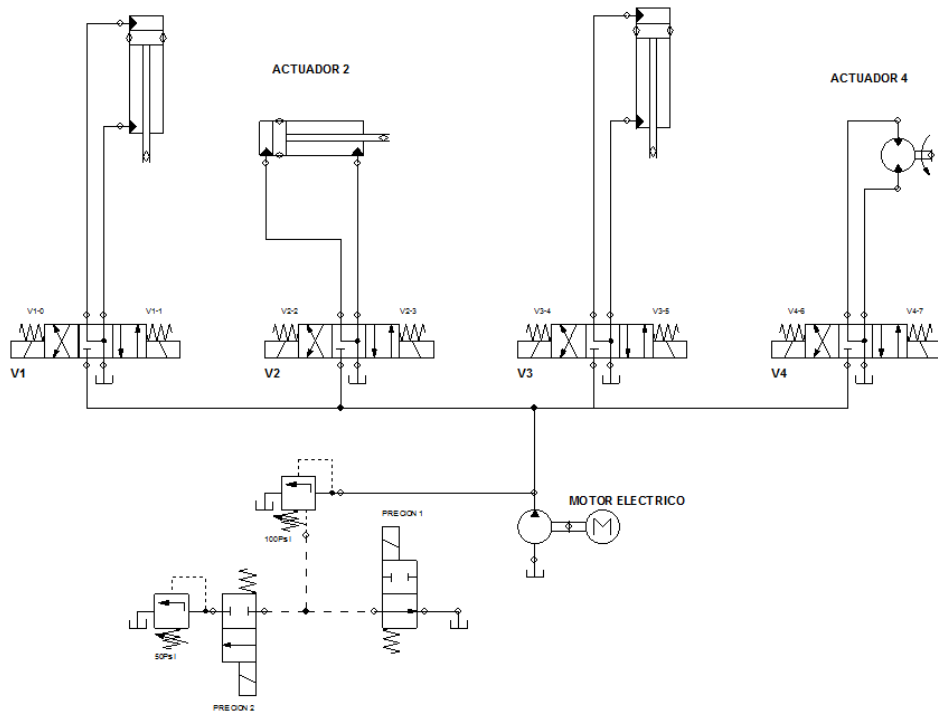 ACTUADOR 2
ACTUADOR 4
V1-0
V1-1
V2-2
V2-3
V3-4
V3-5
V4-6
V4-7
V1
V2
V3
V4
MOTOR ELECTRICO
M
PRECION 1
100Psi
50Psi
PRECION 2